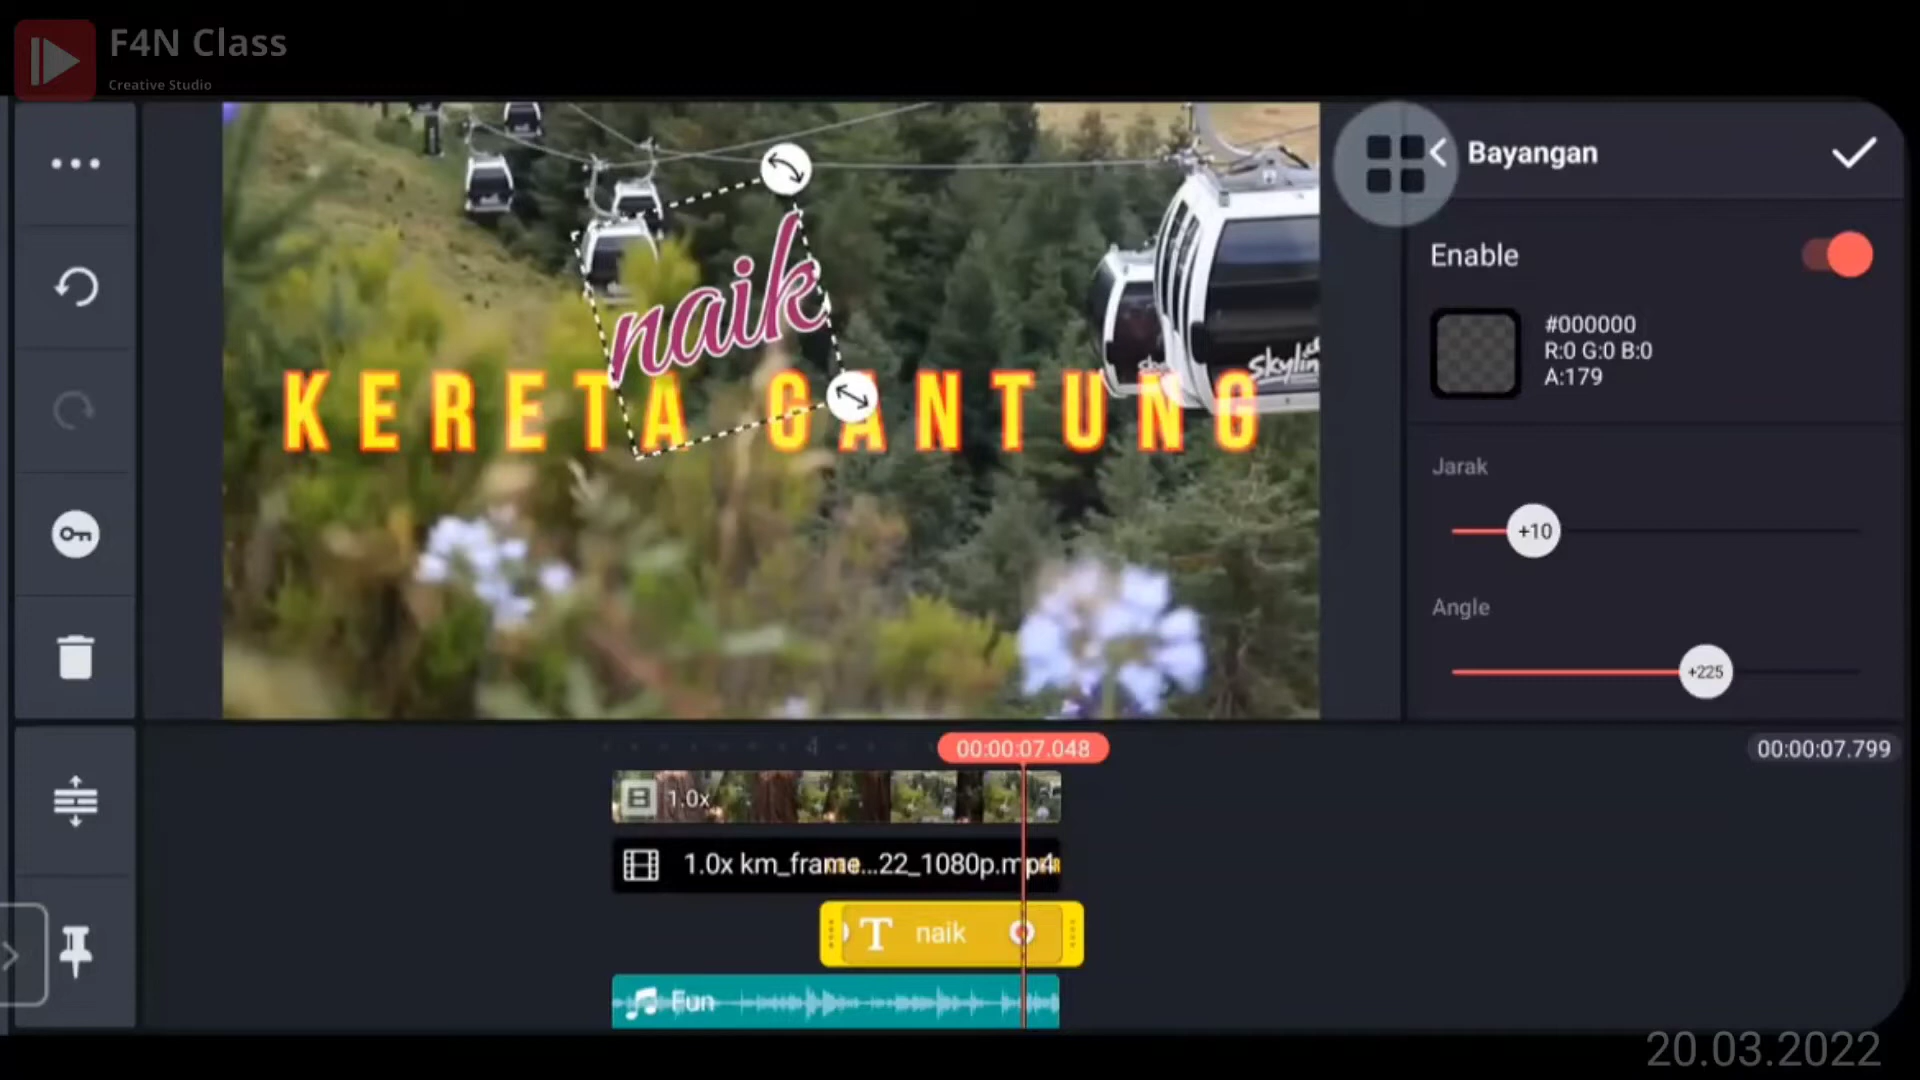 F4N Class
Creative Studio
Bayangan
Enable
#000000
R:0 G:0 B:0
A:179
naik
KERETA GANTUNG
Skyline
Jarak
+10
Angle
+225
4
00:00:07.048
00:00:07.799
1.0x
1.0x km_frame...22_1080p.mp4
T naik
Fun
20.03.2022